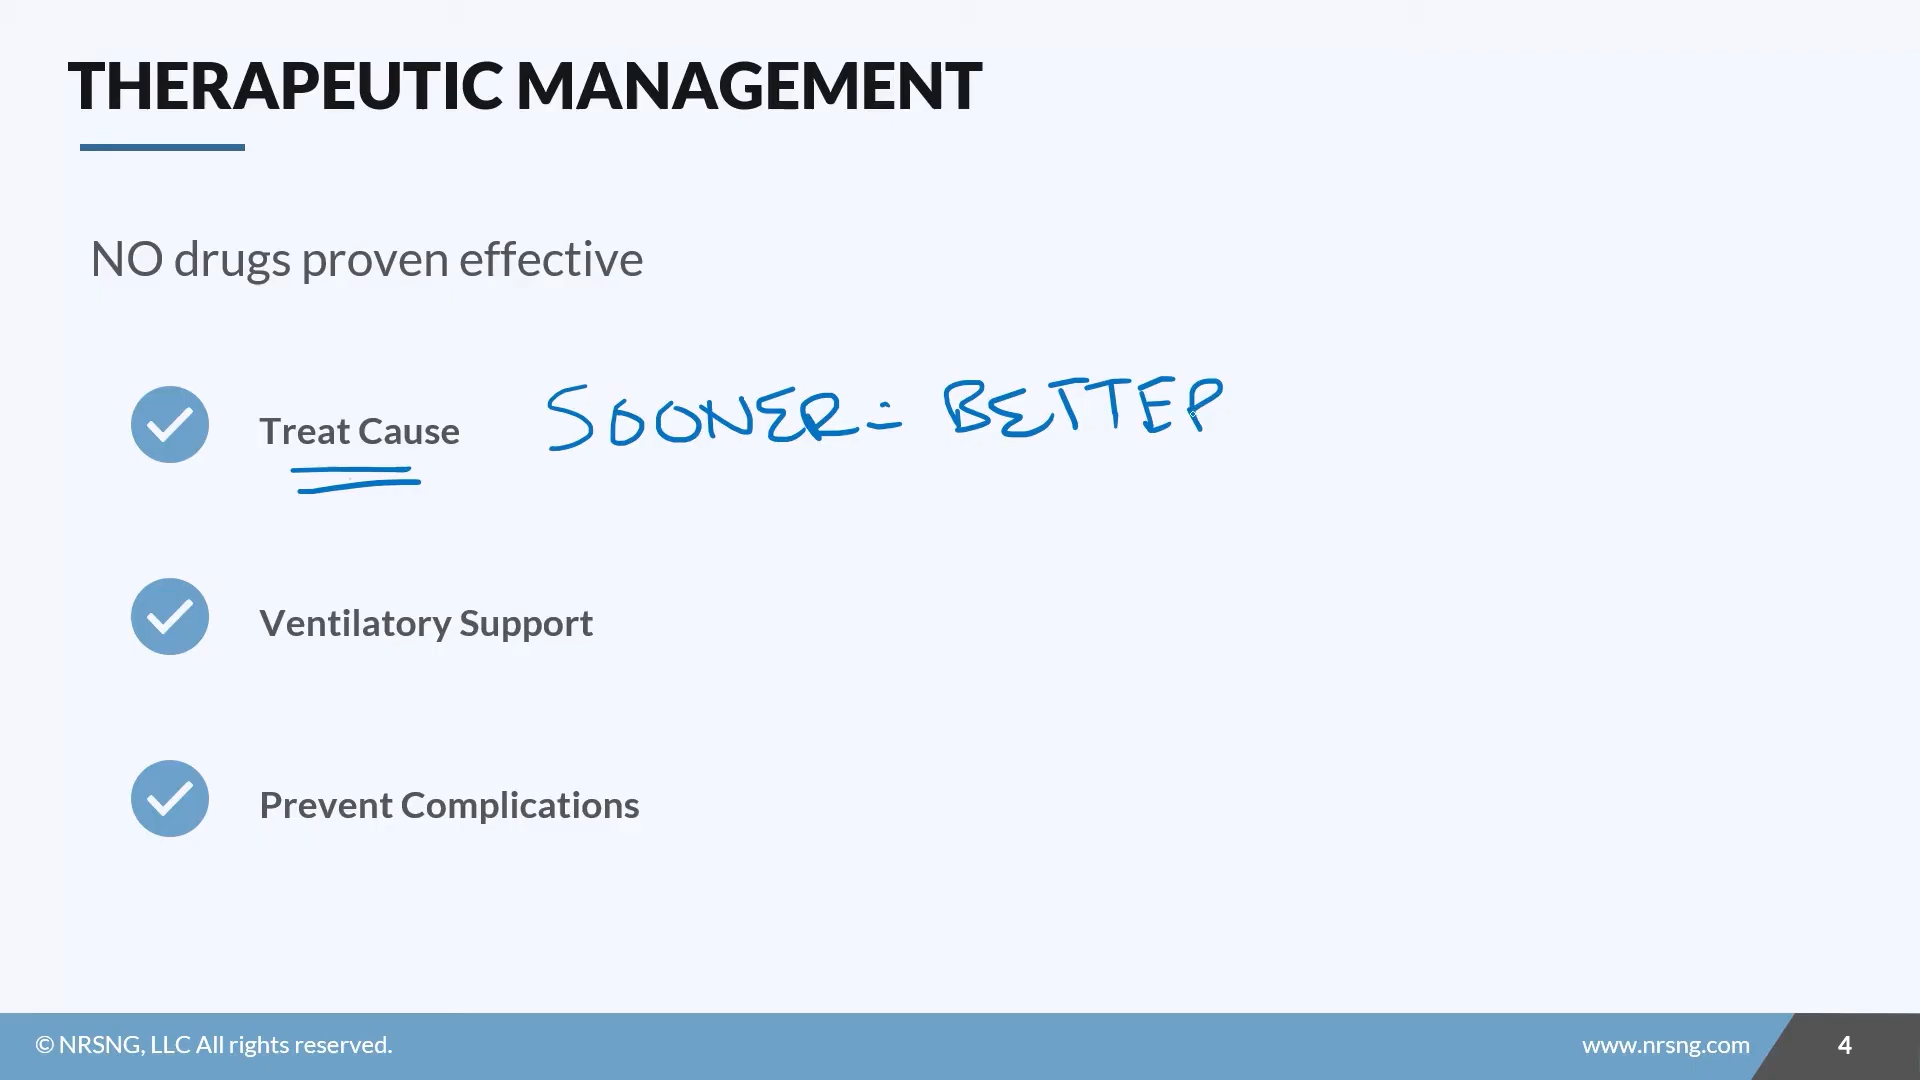 THERAPEUTIC MANAGEMENT
NO drugs proven effective
Treat Cause SOONER = BETTEP
Ventilatory Support
Prevent Complications
© NRSNG, LLC All rights reserved. www.nrsng.com 4